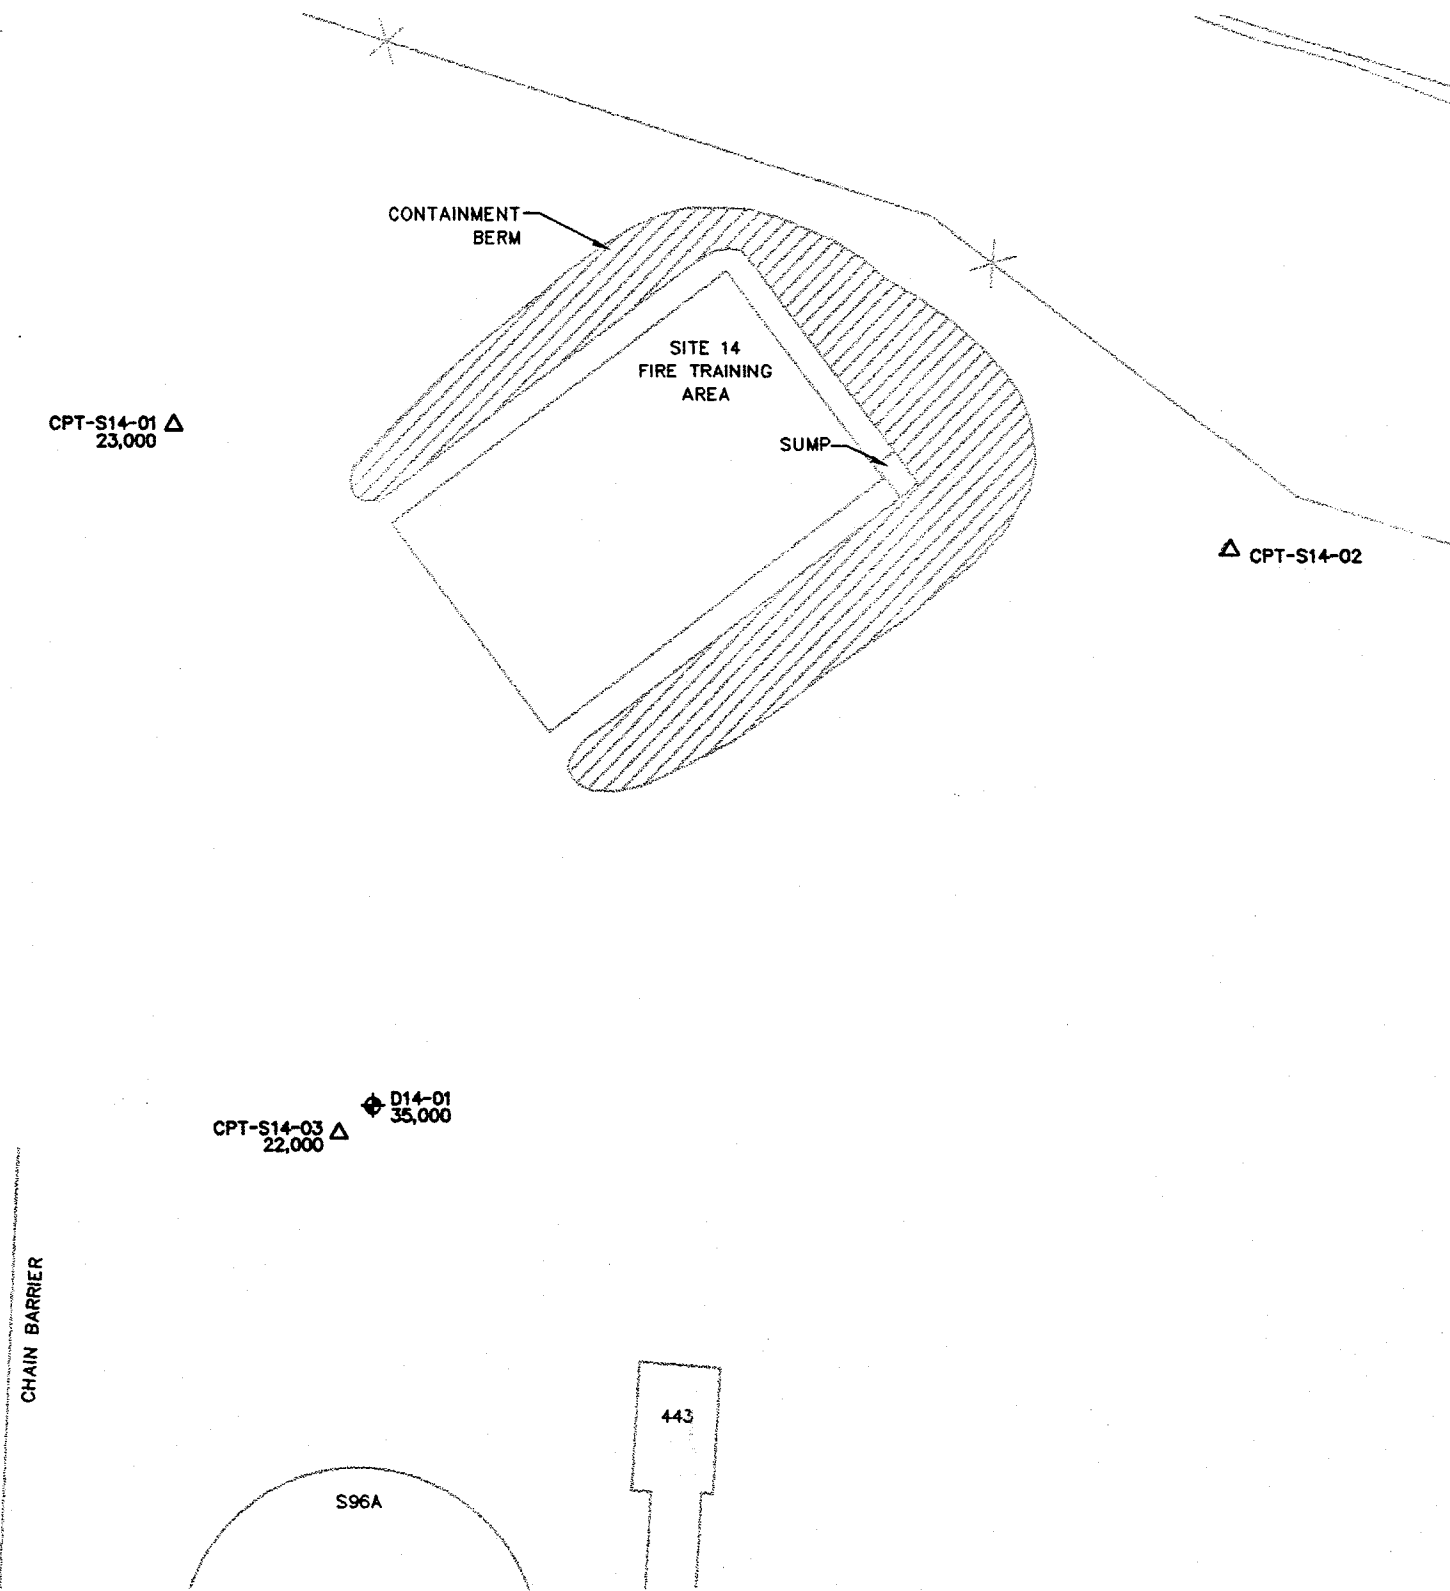 CONTAINMENT
BERM
SITE 14
FIRE TRAINING
AREA
CPT-S14-01
23,000
SUMP
CPT-S14-02
D14-01
35,000
CPT-S14-03
22,000
CHAIN BARRIER
443
S96A